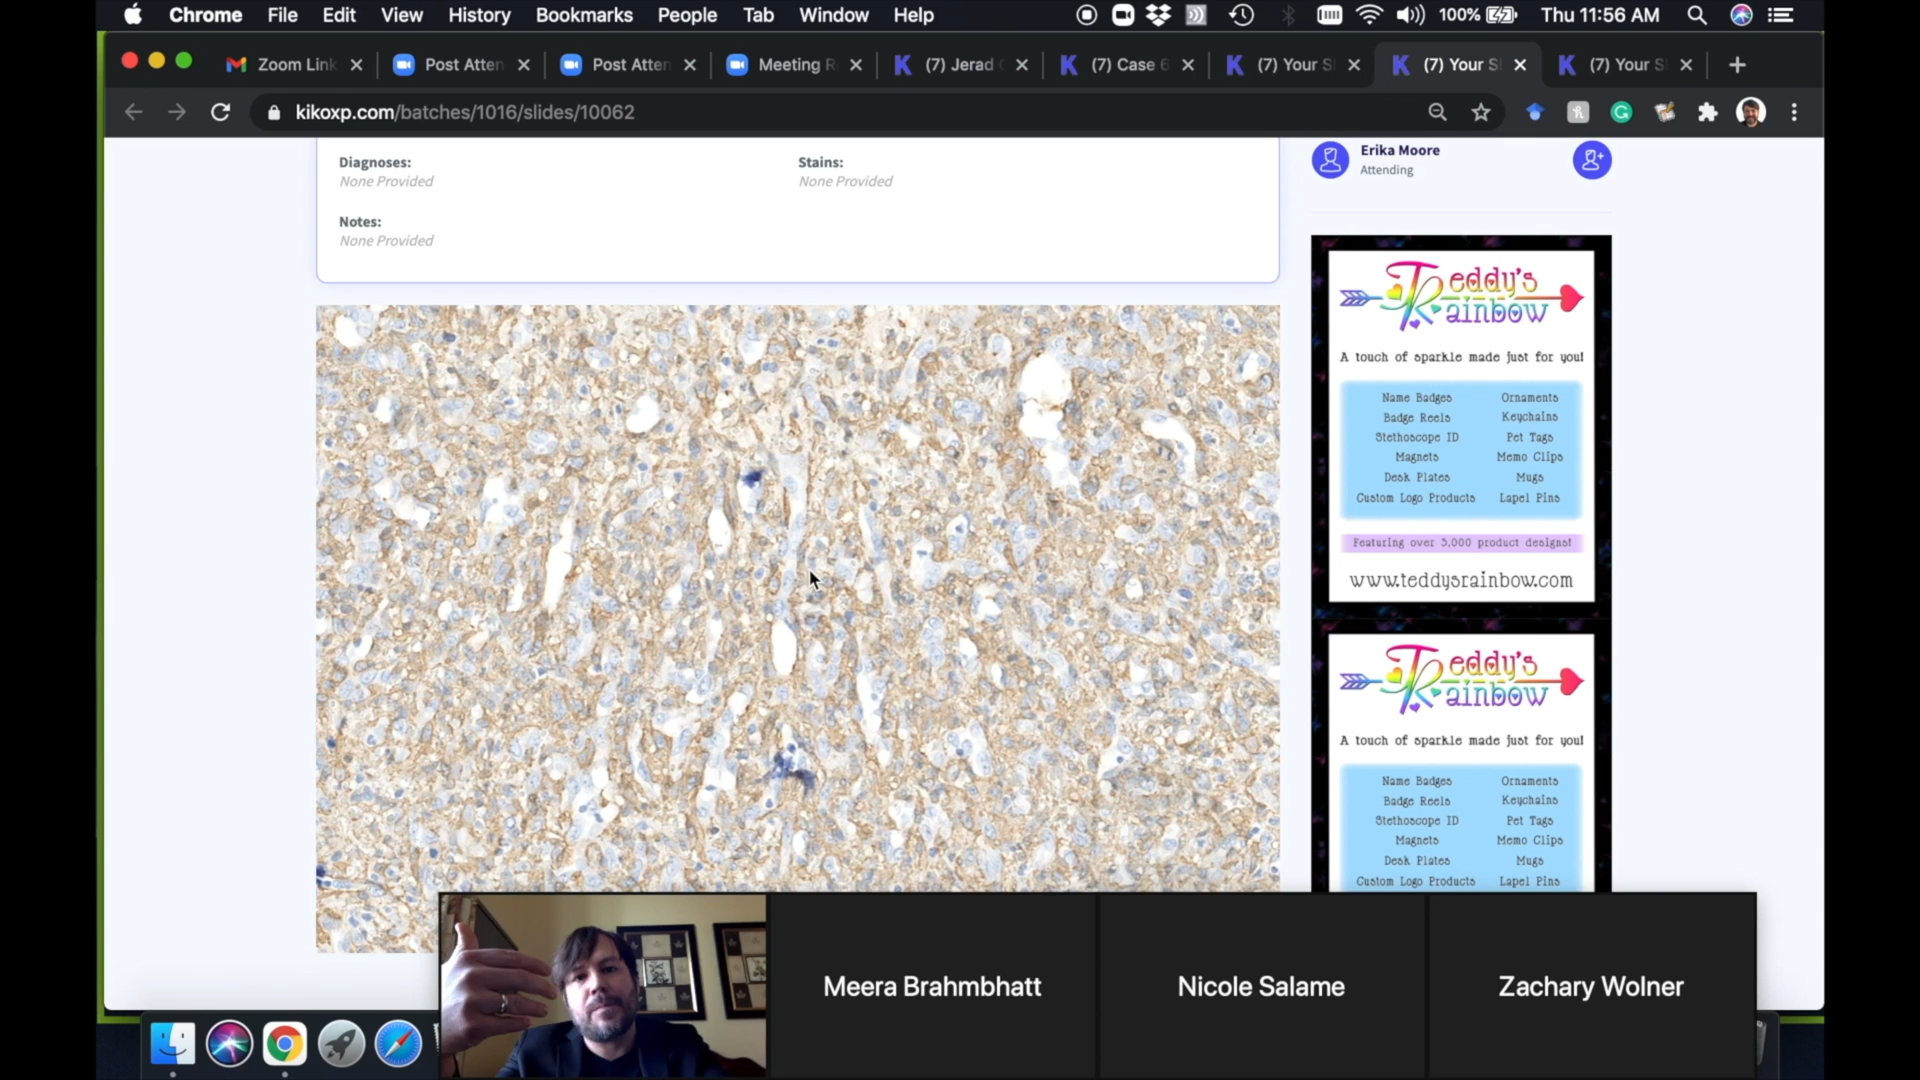 Chrome File Edit View History Bookmarks People Tab Window Help 100% Thu 11:56 AM
Zoom Link Post Atten Post Atten Meeting R (7) Jerad (7) Case 6 (7) Your S (7) Your Sl (7) Your S
kikoxp.com/batches/1016/slides/10062
Diagnoses:
None Provided
Stains:
None Provided
Notes:
None Provided
Erika Moore
Attending
Teddy's
Rainbow
A touch of sparkle made just for you!
Name Badges Ornaments
Badge Reels Keychains
Stethoscope ID Pet Tags
Magnets Memo Clips
Desk Plates Mugs
Custom Logo Products Lapel Pins
Featuring over 3,000 product designs!
www.teddysrainbow.com
Teddy's
Rainbow
A touch of sparkle made just for you!
Name Badges Ornaments
Badge Reels Keychains
Stethoscope ID Pet Tags
Magnets Memo Clips
Desk Plates Mugs
Custom Logo Products Lapel Pins
Meera Brahmbhatt
Nicole Salame
Zachary Wolner